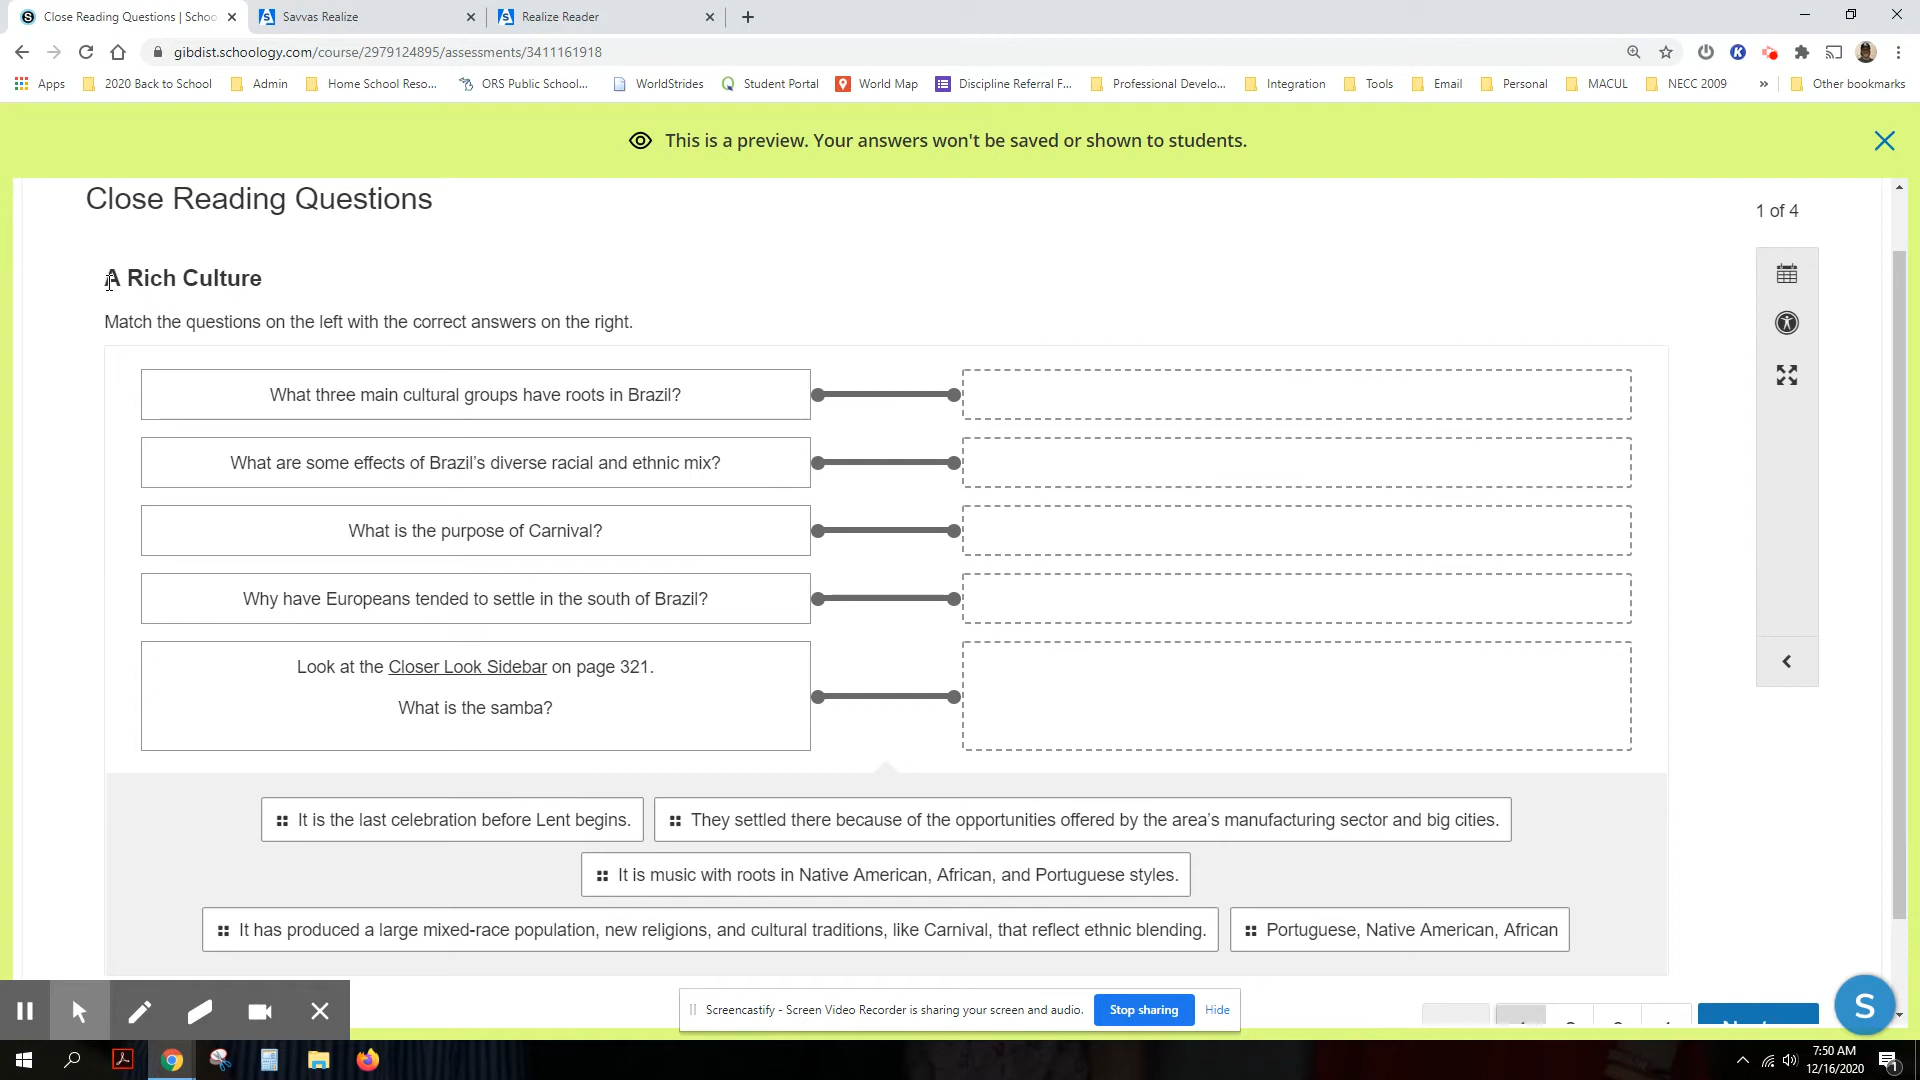 Close Reading Questions | Schoo
Savvas Realize
Realize Reader
gibdist.schoology.com/course/2979124895/assessments/3411161918
Apps
2020 Back to School
Admin
Home School Reso...
ORS Public School...
WorldStrides
Student Portal
World Map
Discipline Referral F...
Professional Develo...
Integration
Tools
Email
Personal
MACUL
NECC 2009
»
Other bookmarks
This is a preview. Your answers won't be saved or shown to students.
Close Reading Questions
1 of 4
A Rich Culture
Match the questions on the left with the correct answers on the right.
What three main cultural groups have roots in Brazil?
What are some effects of Brazil's diverse racial and ethnic mix?
What is the purpose of Carnival?
Why have Europeans tended to settle in the south of Brazil?
Look at the Closer Look Sidebar on page 321.
What is the samba?
It is the last celebration before Lent begins.
They settled there because of the opportunities offered by the area's manufacturing sector and big cities.
It is music with roots in Native American, African, and Portuguese styles.
It has produced a large mixed-race population, new religions, and cultural traditions, like Carnival, that reflect ethnic blending.
Portuguese, Native American, African
Screencastify - Screen Video Recorder is sharing your screen and audio.
Stop sharing
Hide
S
7:50 AM
12/16/2020
1